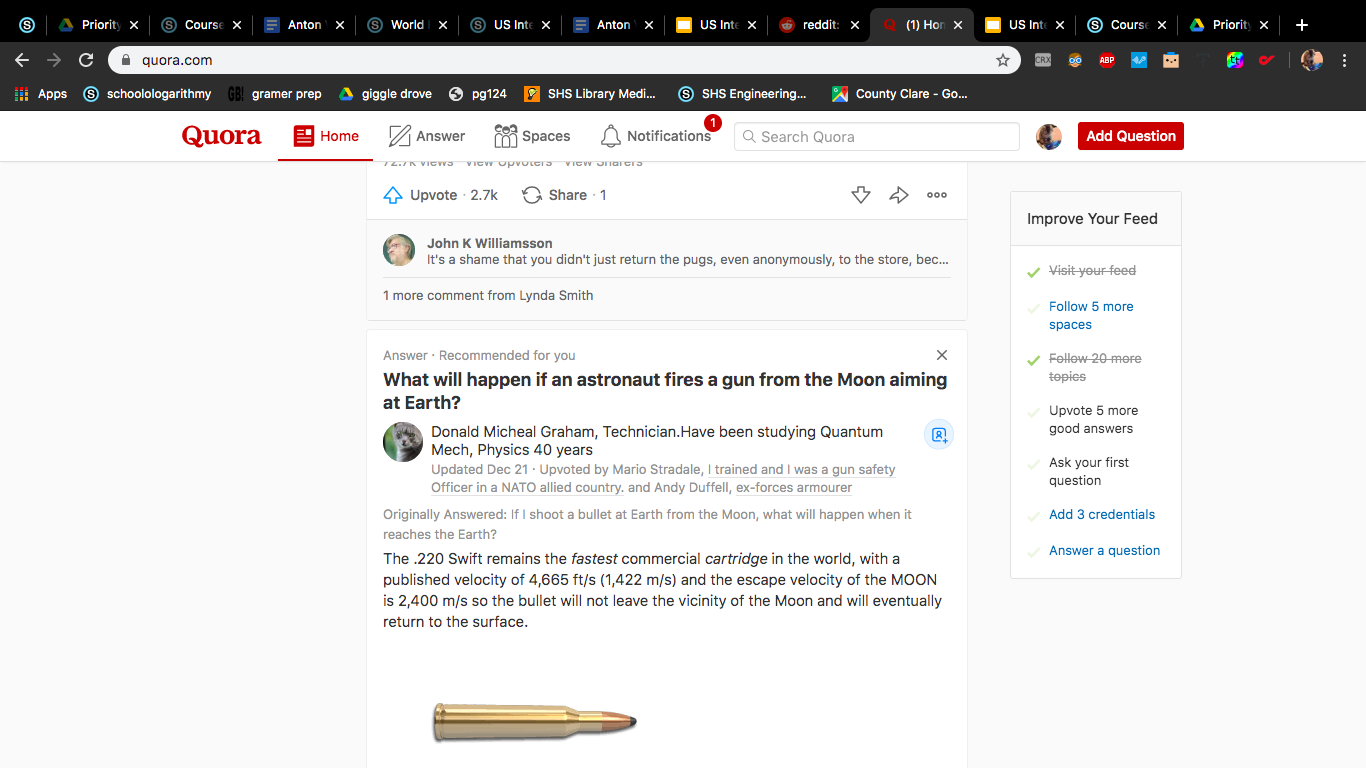 Priority
Course
Anton
World
US Inte
Anton
US Inte
reddit:
(1) Hon
US Inte
Course
Priority
quora.com
CRX
ABP
Apps
schoolologarithmy
GB!
gramer prep
giggle drove
pg124
SHS Library Medi...
SHS Engineering...
County Clare - Go...
Quora
Home
Answer
Spaces
Notifications
1
Search Quora
Add Question
72.7k Views View Upvoters View Sharers
Upvote · 2.7k
Share · 1
John K Williamsson
It's a shame that you didn't just return the pugs, even anonymously, to the store, bec...
1 more comment from Lynda Smith
Answer · Recommended for you
What will happen if an astronaut fires a gun from the Moon aiming
at Earth?
Donald Micheal Graham, Technician.Have been studying Quantum
Mech, Physics 40 years
Updated Dec 21 · Upvoted by Mario Stradale, I trained and I was a gun safety
Officer in a NATO allied country. and Andy Duffell, ex-forces armourer
Originally Answered: If I shoot a bullet at Earth from the Moon, what will happen when it
reaches the Earth?
The .220 Swift remains the fastest commercial cartridge in the world, with a
published velocity of 4,665 ft/s (1,422 m/s) and the escape velocity of the MOON
is 2,400 m/s so the bullet will not leave the vicinity of the Moon and will eventually
return to the surface.
Improve Your Feed
Visit your feed
Follow 5 more
spaces
Follow 20 more
topics
Upvote 5 more
good answers
Ask your first
question
Add 3 credentials
Answer a question